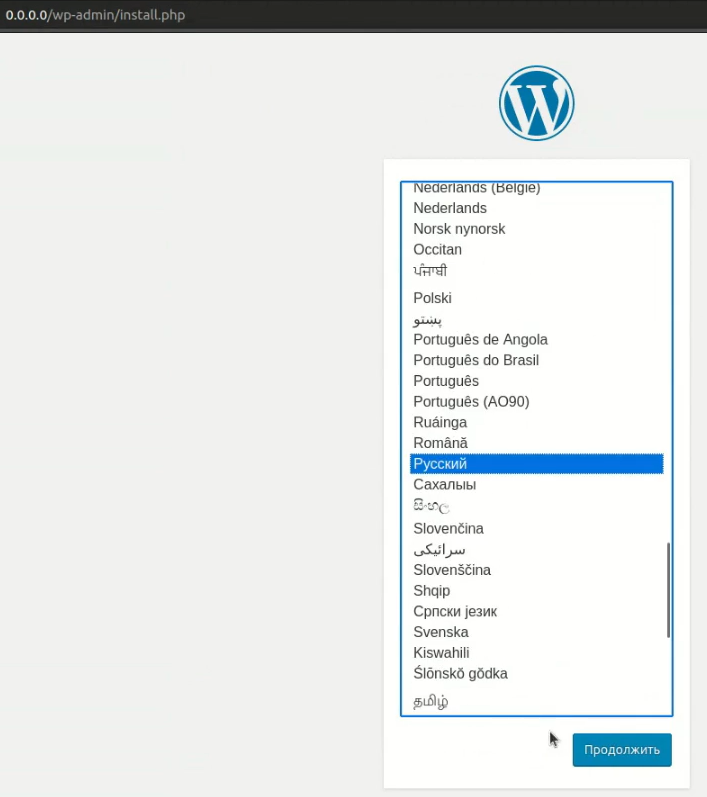 0.0.0.0/wp-admin/install.php
Nederlands (België)
Nederlands
Norsk nynorsk
Occitan
ਪੰਜਾਬੀ
Polski
پښتو
Português de Angola
Português do Brasil
Português
Português (AO90)
Ruáinga
Română
Русский
Сахалыы
සිංහල
Slovenčina
سرائیکی
Slovenščina
Shqip
Српски језик
Svenska
Kiswahili
Ślōnskŏ gŏdka
தமிழ்
Продолжить